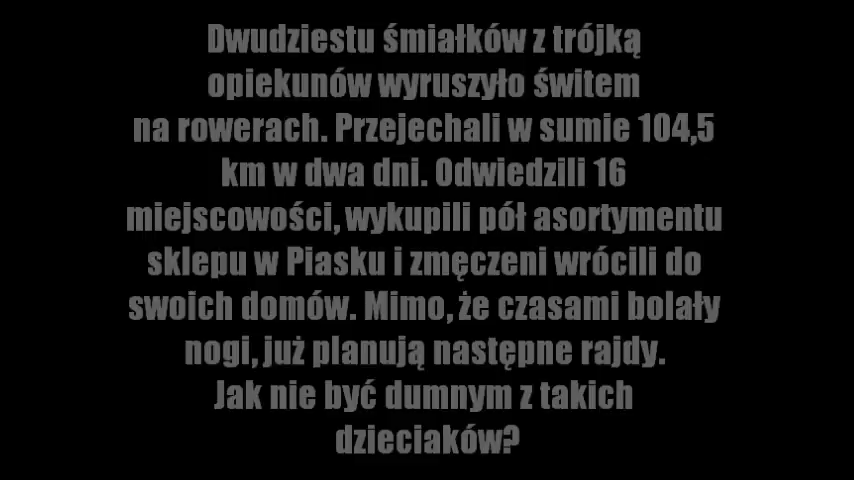 Dwudziestu śmiałków z trójką
opiekunów wyruszyło świtem
na rowerach. Przejechali w sumie 104,5
km w dwa dni. Odwiedzili 16
miejscowości, wykupili pół asortymentu
sklepu w Piasku i zmęczeni wrócili do
swoich domów. Mimo, że czasami bolały
nogi, już planują następne rajdy.
Jak nie być dumnym z takich
dzieciaków?